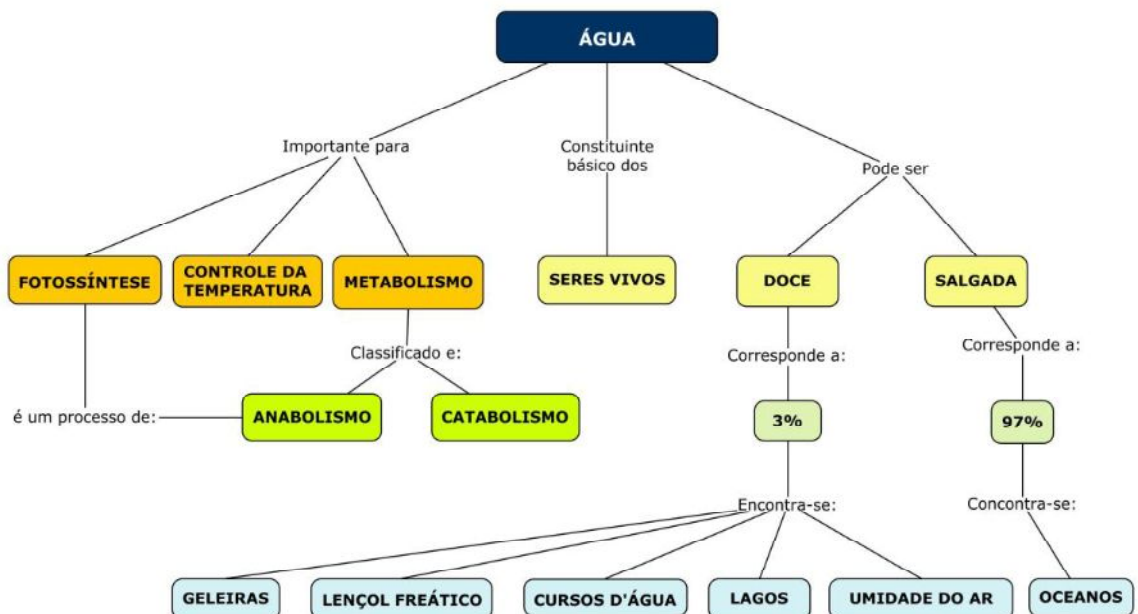 ÁGUA
Importante para
Constituinte
básico dos
Pode ser
FOTOSSÍNTESE
CONTROLE DA
TEMPERATURA
METABOLISMO
SERES VIVOS
DOCE
SALGADA
Classificado e:
Corresponde a:
Corresponde a:
é um processo de:
ANABOLISMO
CATABOLISMO
3%
97%
Encontra-se:
Concontra-se:
GELEIRAS
LENÇOL FREÁTICO
CURSOS D'ÁGUA
LAGOS
UMIDADE DO AR
OCEANOS